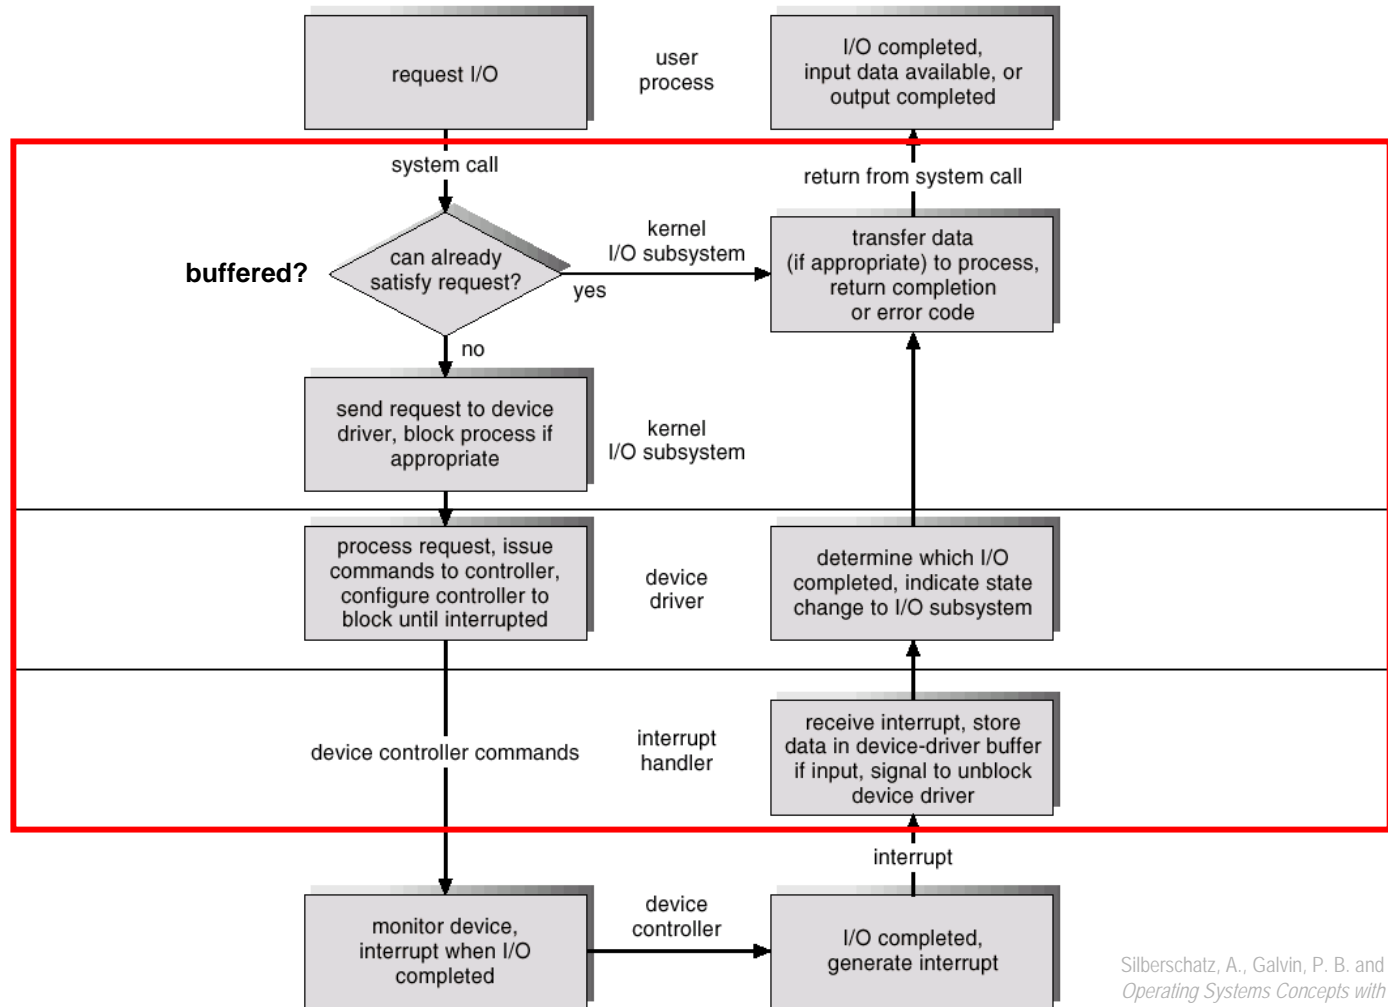 request I/O
user
process
I/O completed,
input data available, or
output completed
system call
return from system call
buffered?
can already
satisfy request?
yes
no
kernel
I/O subsystem
transfer data
(if appropriate) to process,
return completion
or error code
send request to device
driver, block process if
appropriate
kernel
I/O subsystem
process request, issue
commands to controller,
configure controller to
block until interrupted
device
driver
determine which I/O
completed, indicate state
change to I/O subsystem
device controller commands
interrupt
handler
receive interrupt, store
data in device-driver buffer
if input, signal to unblock
device driver
interrupt
monitor device,
interrupt when I/O
completed
device
controller
I/O completed,
generate interrupt
Silberschatz, A., Galvin, P. B. and
Operating Systems Concepts with